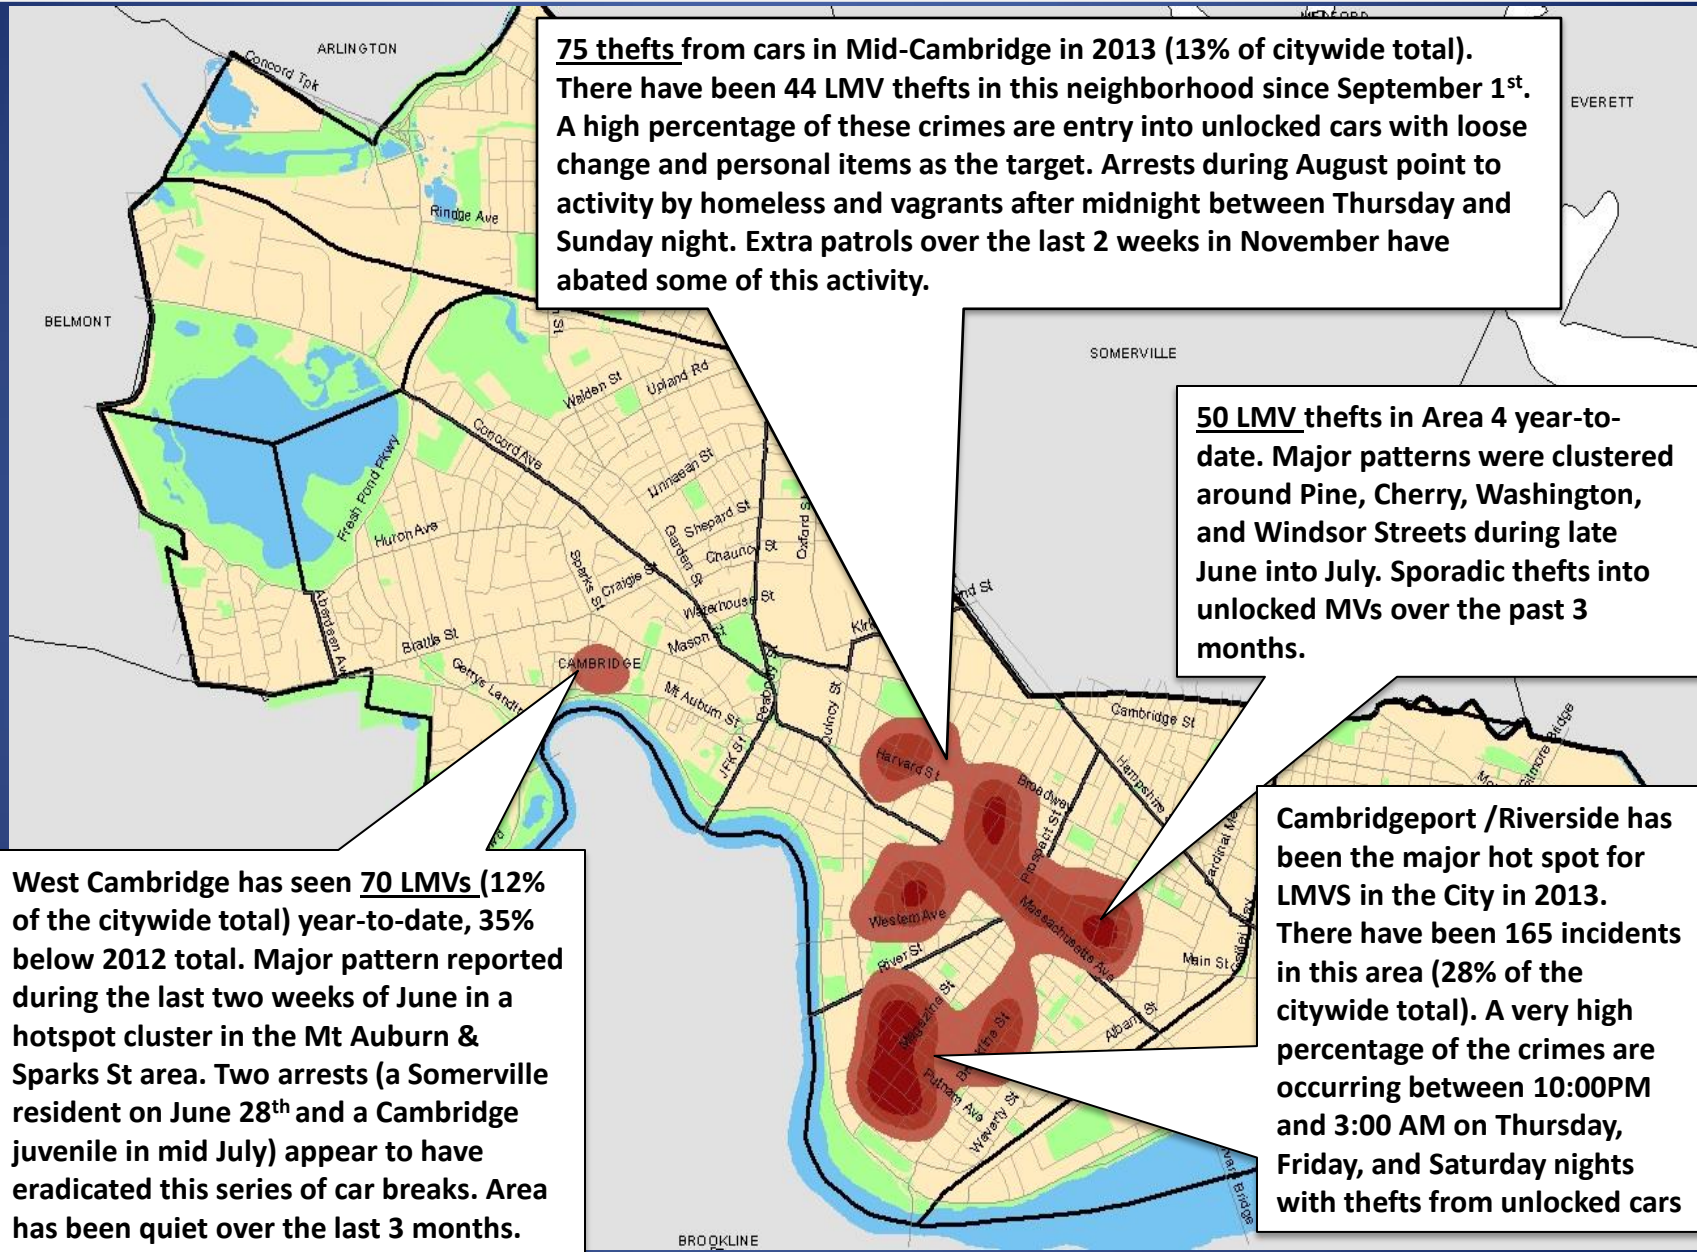 75 thefts from cars in Mid-Cambridge in 2013 (13% of citywide total).
There have been 44 LMV thefts in this neighborhood since September 1st.
A high percentage of these crimes are entry into unlocked cars with loose
change and personal items as the target. Arrests during August point to
activity by homeless and vagrants after midnight between Thursday and
Sunday night. Extra patrols over the last 2 weeks in November have
abated some of this activity.
50 LMV thefts in Area 4 year-to-
date. Major patterns were clustered
around Pine, Cherry, Washington,
and Windsor Streets during late
June into July. Sporadic thefts into
unlocked MVs over the past 3
months.
West Cambridge has seen 70 LMVs (12%
of the citywide total) year-to-date, 35%
below 2012 total. Major pattern reported
during the last two weeks of June in a
hotspot cluster in the Mt Auburn &
Sparks St area. Two arrests (a Somerville
resident on June 28th and a Cambridge
juvenile in mid July) appear to have
eradicated this series of car breaks. Area
has been quiet over the last 3 months.
Cambridgeport /Riverside has
been the major hot spot for
LMVS in the City in 2013.
There have been 165 incidents
in this area (28% of the
citywide total). A very high
percentage of the crimes are
occurring between 10:00PM
and 3:00 AM on Thursday,
Friday, and Saturday nights
with thefts from unlocked cars
ARLINGTON
MEDFORD
EVERETT
BELMONT
SOMERVILLE
CAMBRIDGE
BROOKLINE
Concord Tpk
Rindge Ave
Walden St
Upland Rd
Concord Ave
Linnaean St
Shepard St
Garden St
Chauncy St
Oxford S
Fresh Pond Pkwy
Huron Ave
Sparks St
Craigie St
Waterhouse St
Mason St
Aberdeen Ave
Brattle St
Gerrys Landin
Mt Auburn St
Peabody St
Quincy St
JFK St
Kirk
nd St
Cambridge St
Hampshire
Gilmore Bridge
Harvard St
Broadway
Prospect St
Cardinal Me
Massachusetts Ave
Western Ave
River St
Main St
Galilei Way
Magazine St
Albany St
Putnam Ave
Waverly St